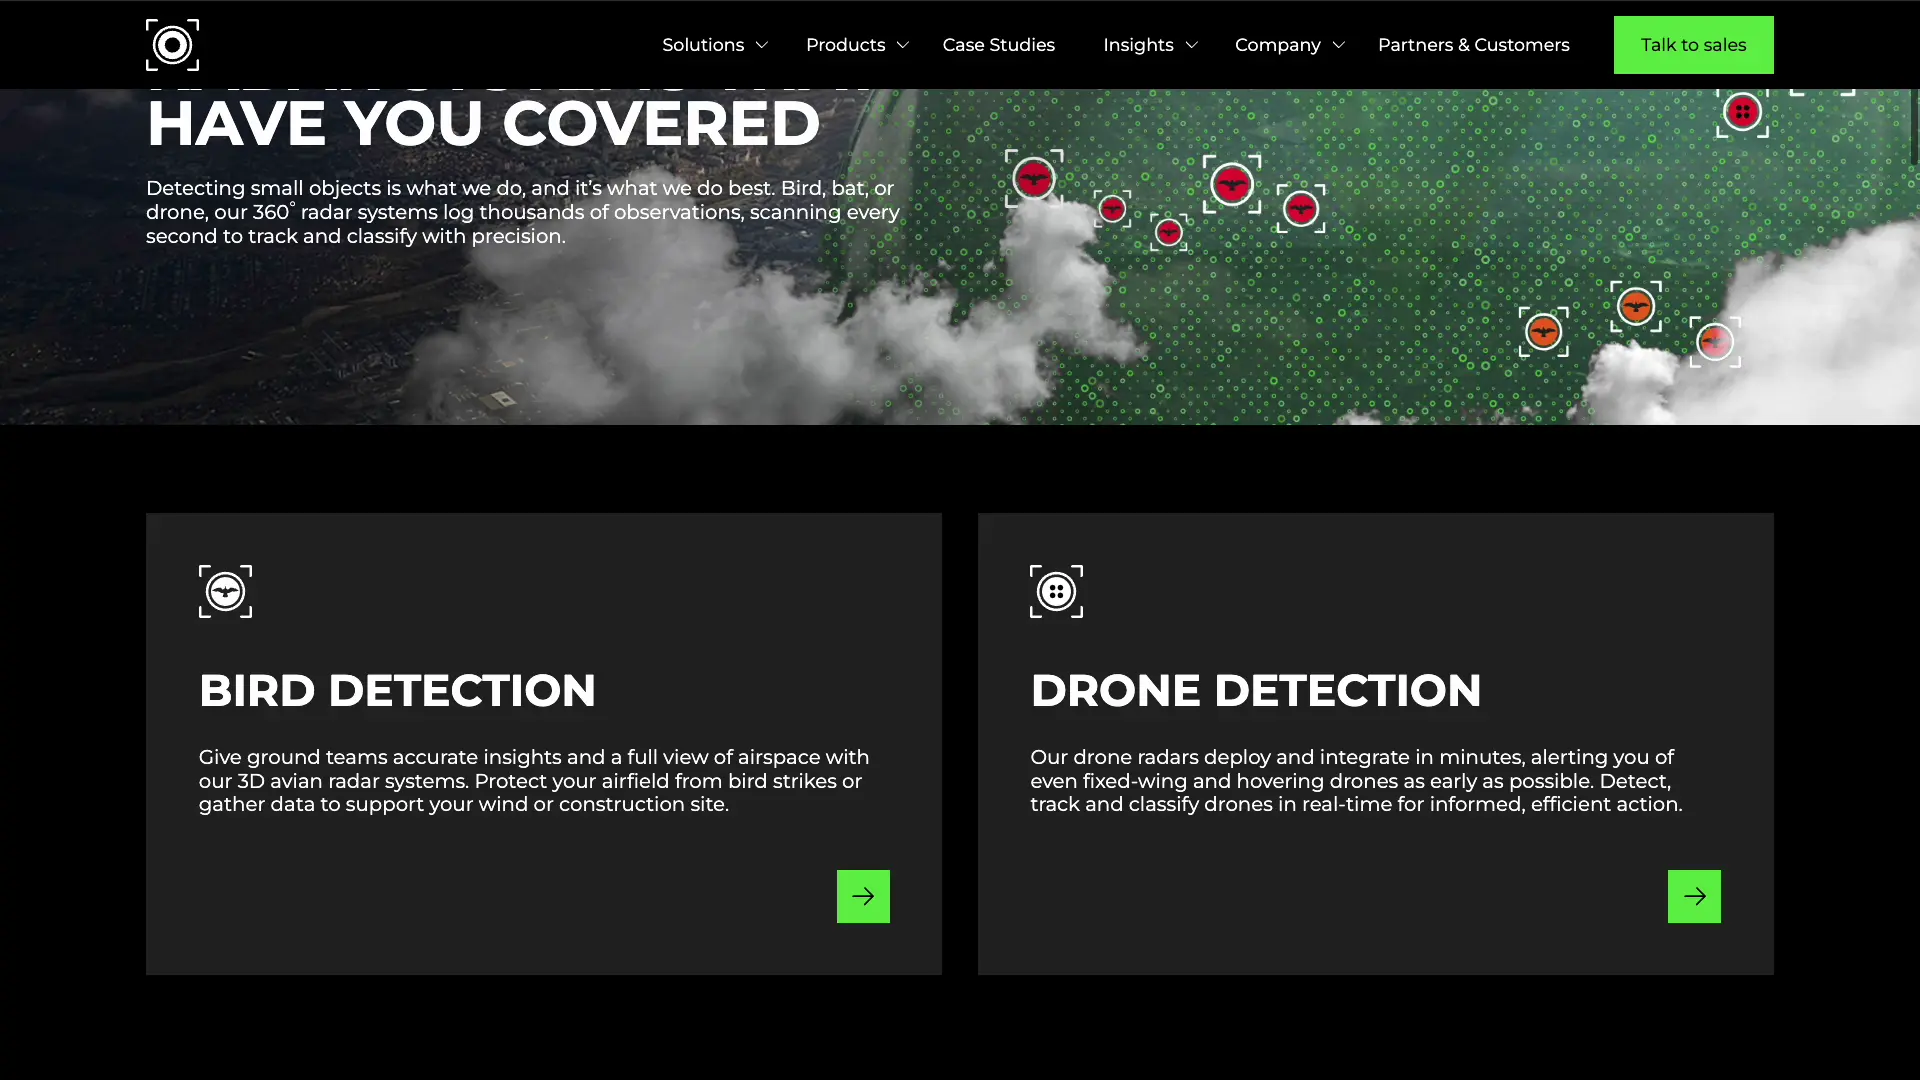 Solutions
Products
Case Studies
Insights
Company
Partners & Customers
Talk to sales
HAVE YOU COVERED
Detecting small objects is what we do, and it's what we do best. Bird, bat, or
drone, our 360° radar systems log thousands of observations, scanning every
second to track and classify with precision.
BIRD DETECTION
Give ground teams accurate insights and a full view of airspace with
our 3D avian radar systems. Protect your airfield from bird strikes or
gather data to support your wind or construction site.
DRONE DETECTION
Our drone radars deploy and integrate in minutes, alerting you of
even fixed-wing and hovering drones as early as possible. Detect,
track and classify drones in real-time for informed, efficient action.